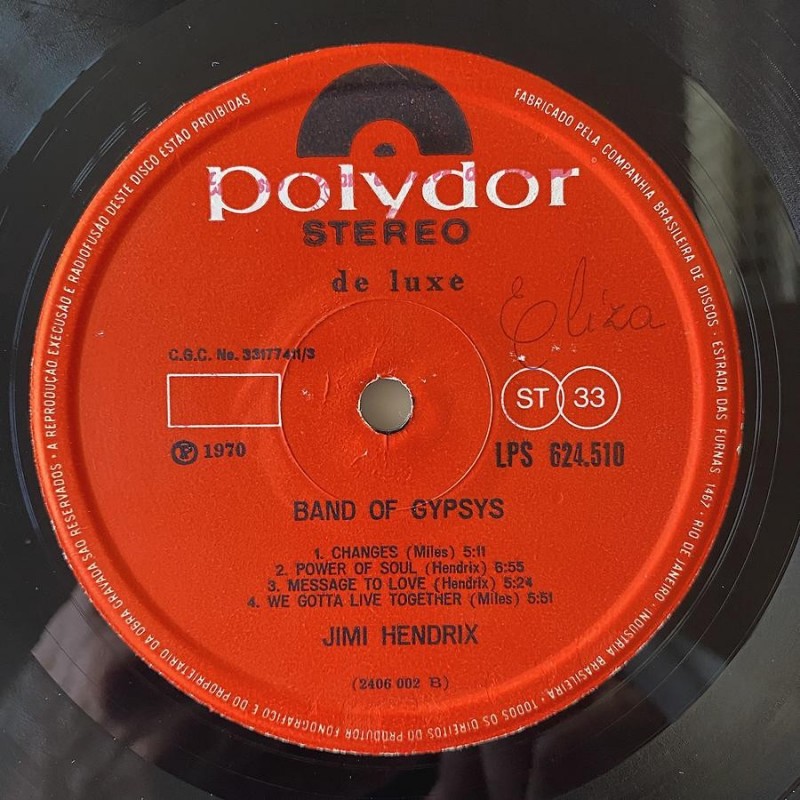 polydor
STEREO
de luxe
Eliza
C.G.C. No. 33177411/3
ST 33
℗ 1970
LPS 624.510
BAND OF GYPSYS
1. CHANGES (Miles) 5:11
2. POWER OF SOUL (Hendrix) 6:55
3. MESSAGE TO LOVE (Hendrix) 5:24
4. WE GOTTA LIVE TOGETHER (Miles) 5:51
JIMI HENDRIX
(2406 002 B)
FABRICADO PELA COMPANHIA BRASILEIRA DE DISCOS · ESTRADA DAS FURNAS 1467 · RIO DE JANEIRO · INDUSTRIA BRASILEIRA · TODOS OS DIREITOS DO PRODUTOR FONOGRÁFICO E DO PROPRIETARIO DA OBRA GRAVADA SÃO RESERVADOS · A REPRODUÇÃO EXECUSÃO E RADIOFUSÃO DESTE DISCO ESTÃO PROIBIDAS